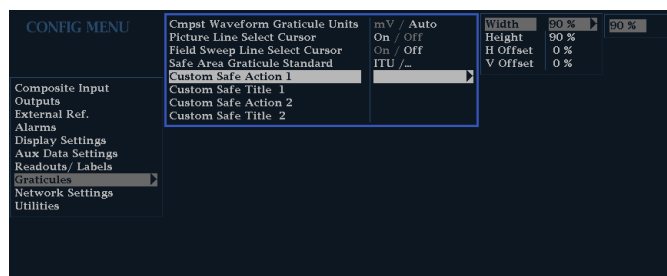 CONFIG MENU
Composite Input
Outputs
External Ref.
Alarms
Display Settings
Aux Data Settings
Readouts/ Labels
Graticules
Network Settings
Utilities
Cmpst Waveform Graticule Units mV / Auto
Picture Line Select Cursor On / Off
Field Sweep Line Select Cursor On / Off
Safe Area Graticule Standard ITU /...
Custom Safe Action 1
Custom Safe Title 1
Custom Safe Action 2
Custom Safe Title 2
Width 90 %
Height 90 %
H Offset 0 %
V Offset 0 %
90 %